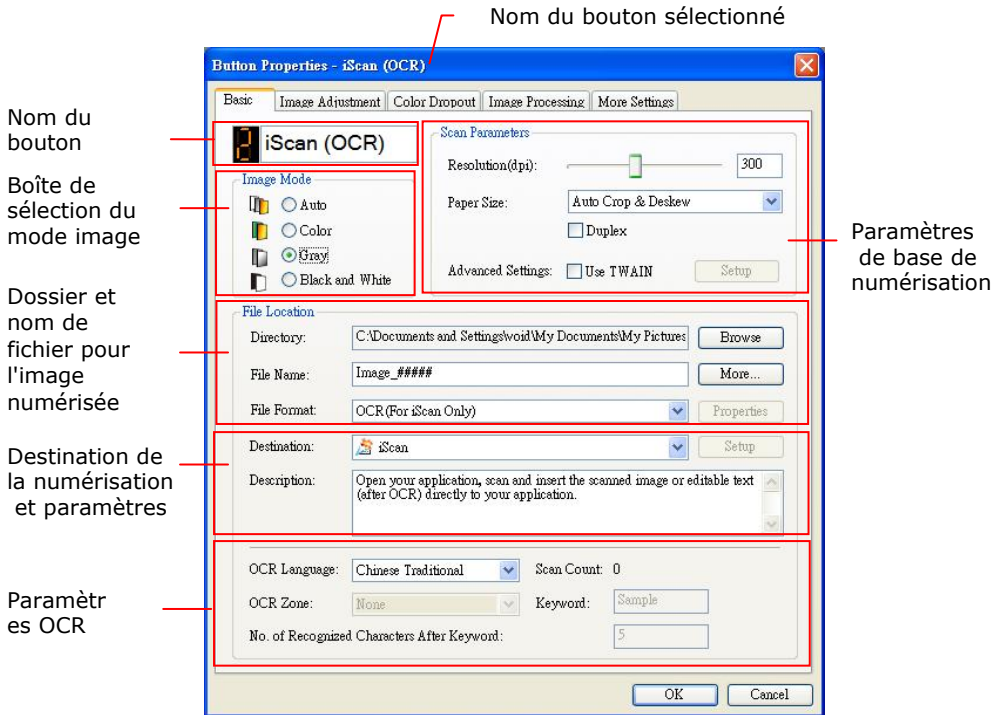 Nom du bouton sélectionné
Button Properties - iScan (OCR)
Basic Image Adjustment Color Dropout Image Processing More Settings
Nom du
bouton
2 iScan (OCR)
Boîte de
sélection du
mode image
Image Mode
Auto
Color
Gray
Black and White
Scan Parameters
Resolution(dpi): 300
Paper Size: Auto Crop & Deskew
Duplex
Advanced Settings: Use TWAIN Setup
Paramètres
de base de
numérisation
Dossier et
nom de
fichier pour
l'image
numérisée
File Location
Directory: C:\Documents and Settings\void\My Documents\My Pictures Browse
File Name: Image_##### More...
File Format: OCR(For iScan Only) Properties
Destination de
la numérisation
et paramètres
Destination: iScan Setup
Description: Open your application, scan and insert the scanned image or editable text
(after OCR) directly to your application.
Paramètr
es OCR
OCR Language: Chinese Traditional Scan Count: 0
OCR Zone: None Keyword: Sample
No. of Recognized Characters After Keyword: 5
OK Cancel